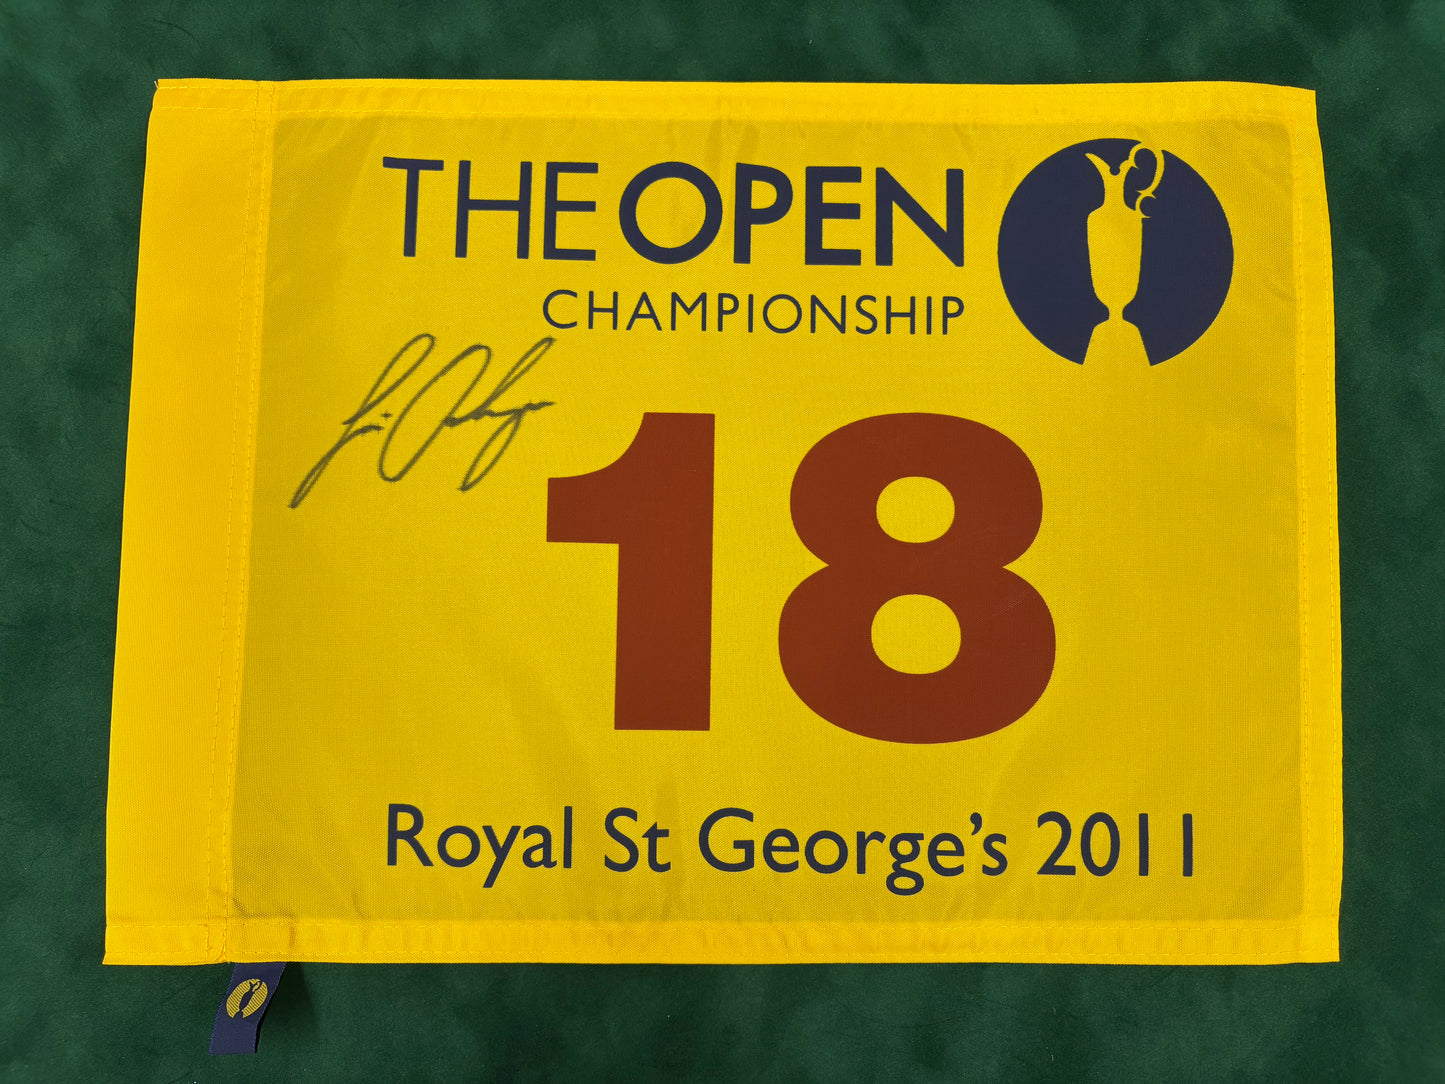 THE OPEN
CHAMPIONSHIP
18
Royal St George's 2011